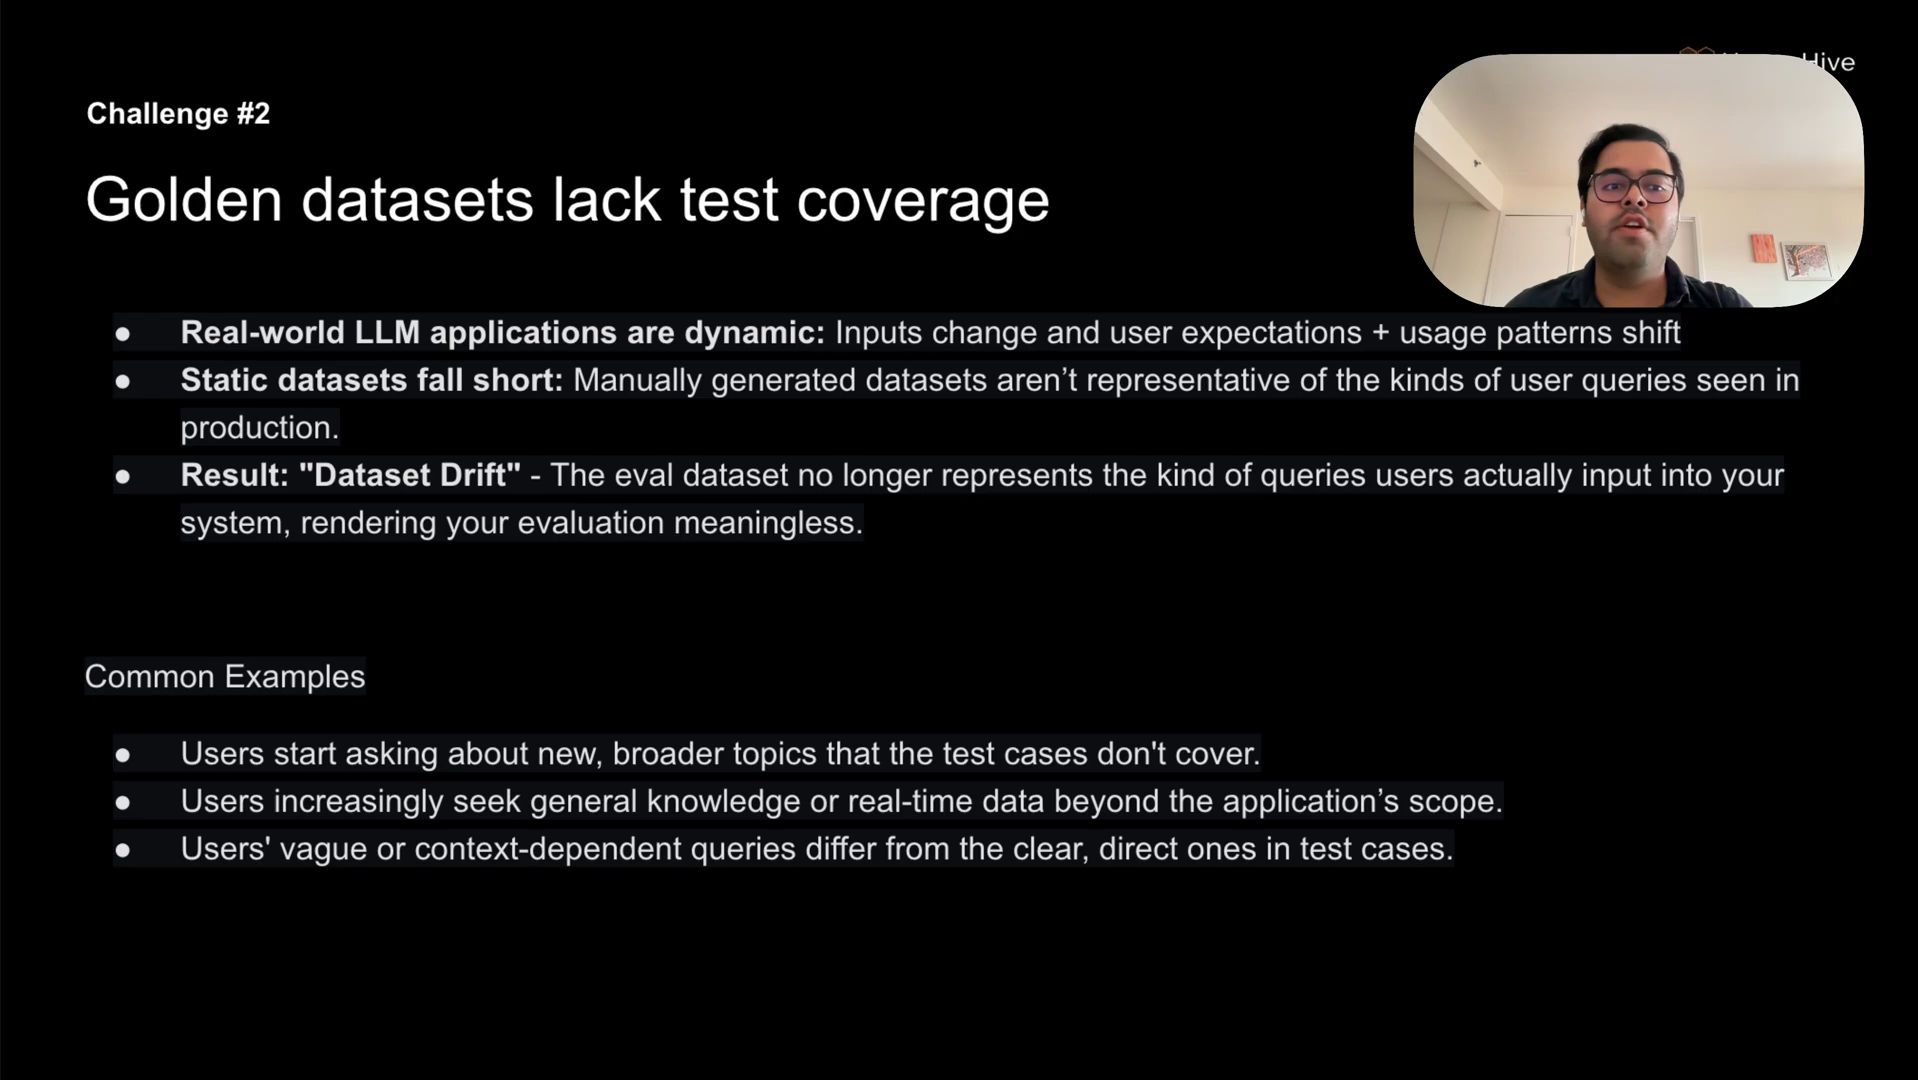 Hive
Challenge #2
Golden datasets lack test coverage
● Real-world LLM applications are dynamic: Inputs change and user expectations + usage patterns shift
● Static datasets fall short: Manually generated datasets aren’t representative of the kinds of user queries seen in
production.
● Result: "Dataset Drift" - The eval dataset no longer represents the kind of queries users actually input into your
system, rendering your evaluation meaningless.
Common Examples
● Users start asking about new, broader topics that the test cases don't cover.
● Users increasingly seek general knowledge or real-time data beyond the application’s scope.
● Users' vague or context-dependent queries differ from the clear, direct ones in test cases.